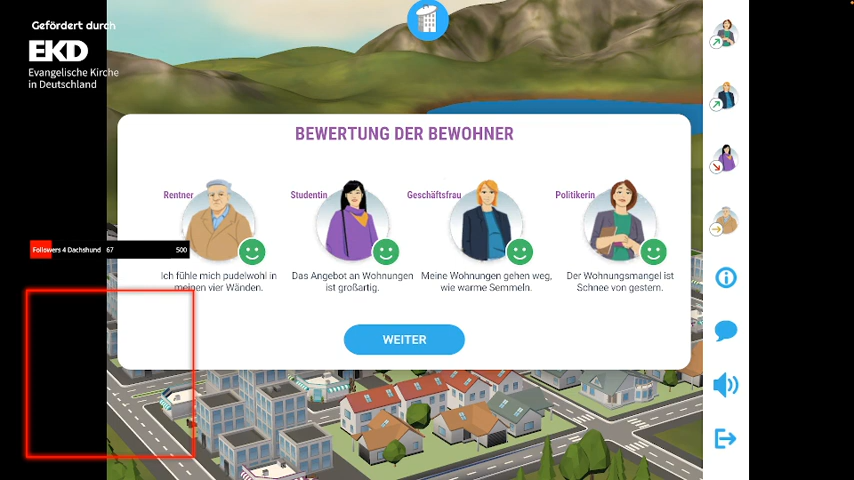 Gefördert durch
EKD
Evangelische Kirche
in Deutschland
BEWERTUNG DER BEWOHNER
Rentner
Studentin
Geschäftsfrau
Politikerin
Followers 4 Dachshund 67 500
Ich fühle mich pudelwohl in
meinen vier Wänden.
Das Angebot an Wohnungen
ist großartig.
Meine Wohnungen gehen weg,
wie warme Semmeln.
Der Wohnungsmangel ist
Schnee von gestern.
WEITER